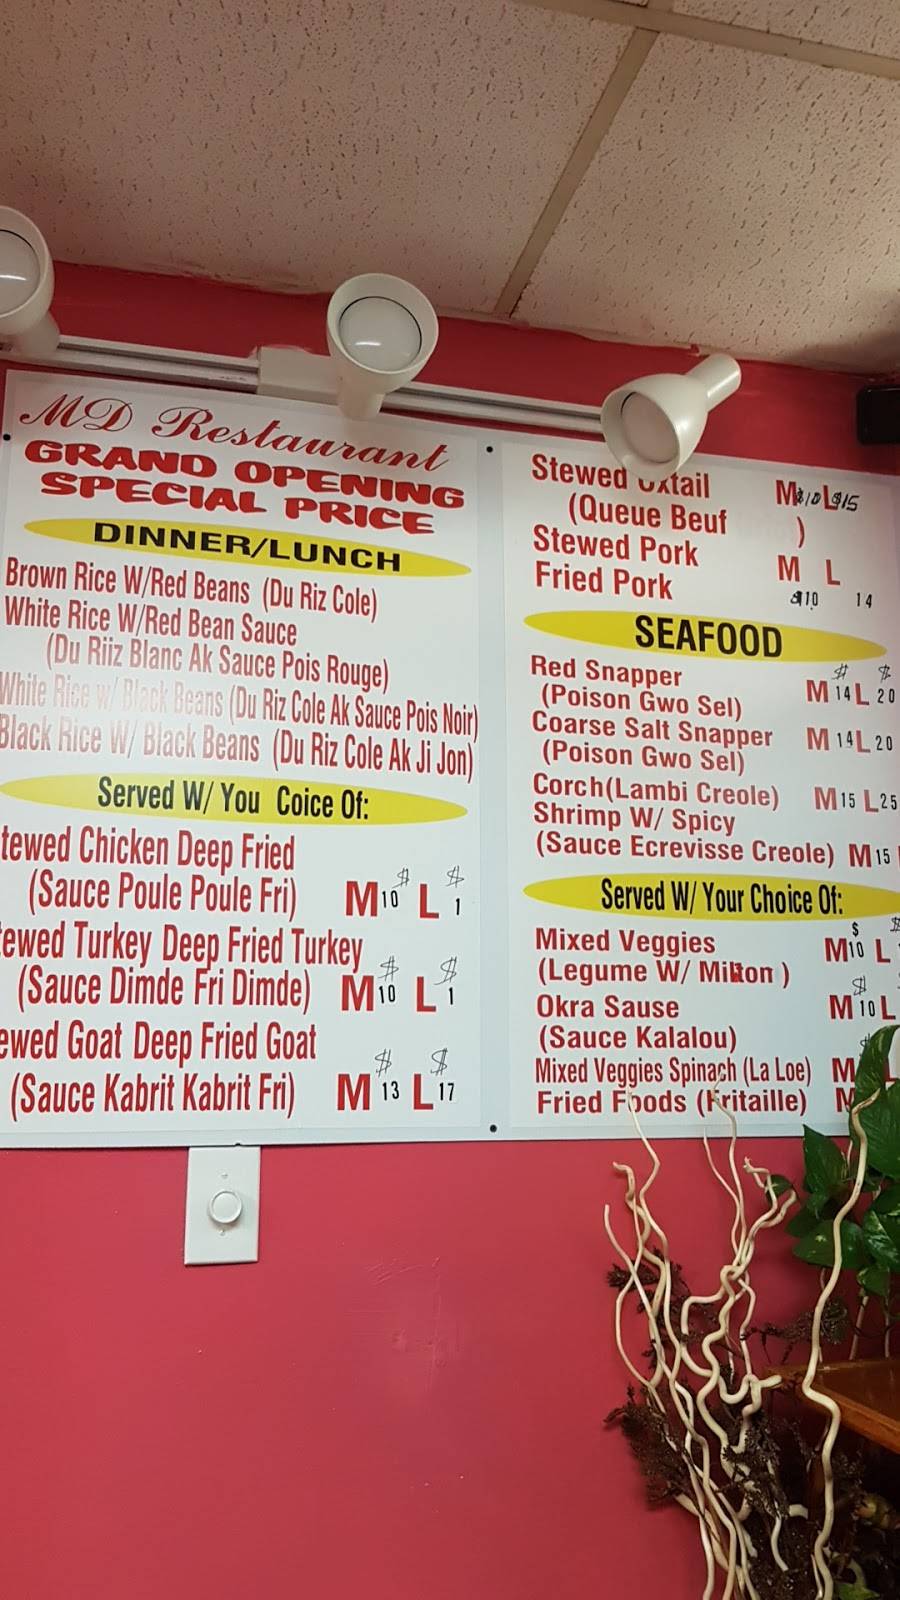 MD Restaurant
GRAND OPENING
SPECIAL PRICE
DINNER/LUNCH
Brown Rice W/Red Beans (Du Riz Cole)
White Rice W/Red Bean Sauce
(Du Riiz Blanc Ak Sauce Pois Rouge)
White Rice w/ Black Beans (Du Riz Cole Ak Sauce Pois Noir)
Black Rice W/ Black Beans (Du Riz Cole Ak Ji Jon)
Served W/ You Coice Of:
tewed Chicken Deep Fried
(Sauce Poule Poule Fri) M $10 L $1
tewed Turkey Deep Fried Turkey
(Sauce Dimde Fri Dimde) M $10 L $1
ewed Goat Deep Fried Goat
(Sauce Kabrit Kabrit Fri) M $13 L $17
Stewed Oxtail M $10 L $15
(Queue Beuf )
Stewed Pork M L
Fried Pork $10 14
SEAFOOD
Red Snapper M $14 L $20
(Poison Gwo Sel)
Coarse Salt Snapper M 14 L 20
(Poison Gwo Sel)
Corch(Lambi Creole) M 15 L 25
Shrimp W/ Spicy
(Sauce Ecrevisse Creole) M 15
Served W/ Your Choice Of:
Mixed Veggies M $10 L
(Legume W/ Milton )
Okra Sause M $10 L
(Sauce Kalalou)
Mixed Veggies Spinach (La Loe) M
Fried Foods (Fritaille) M